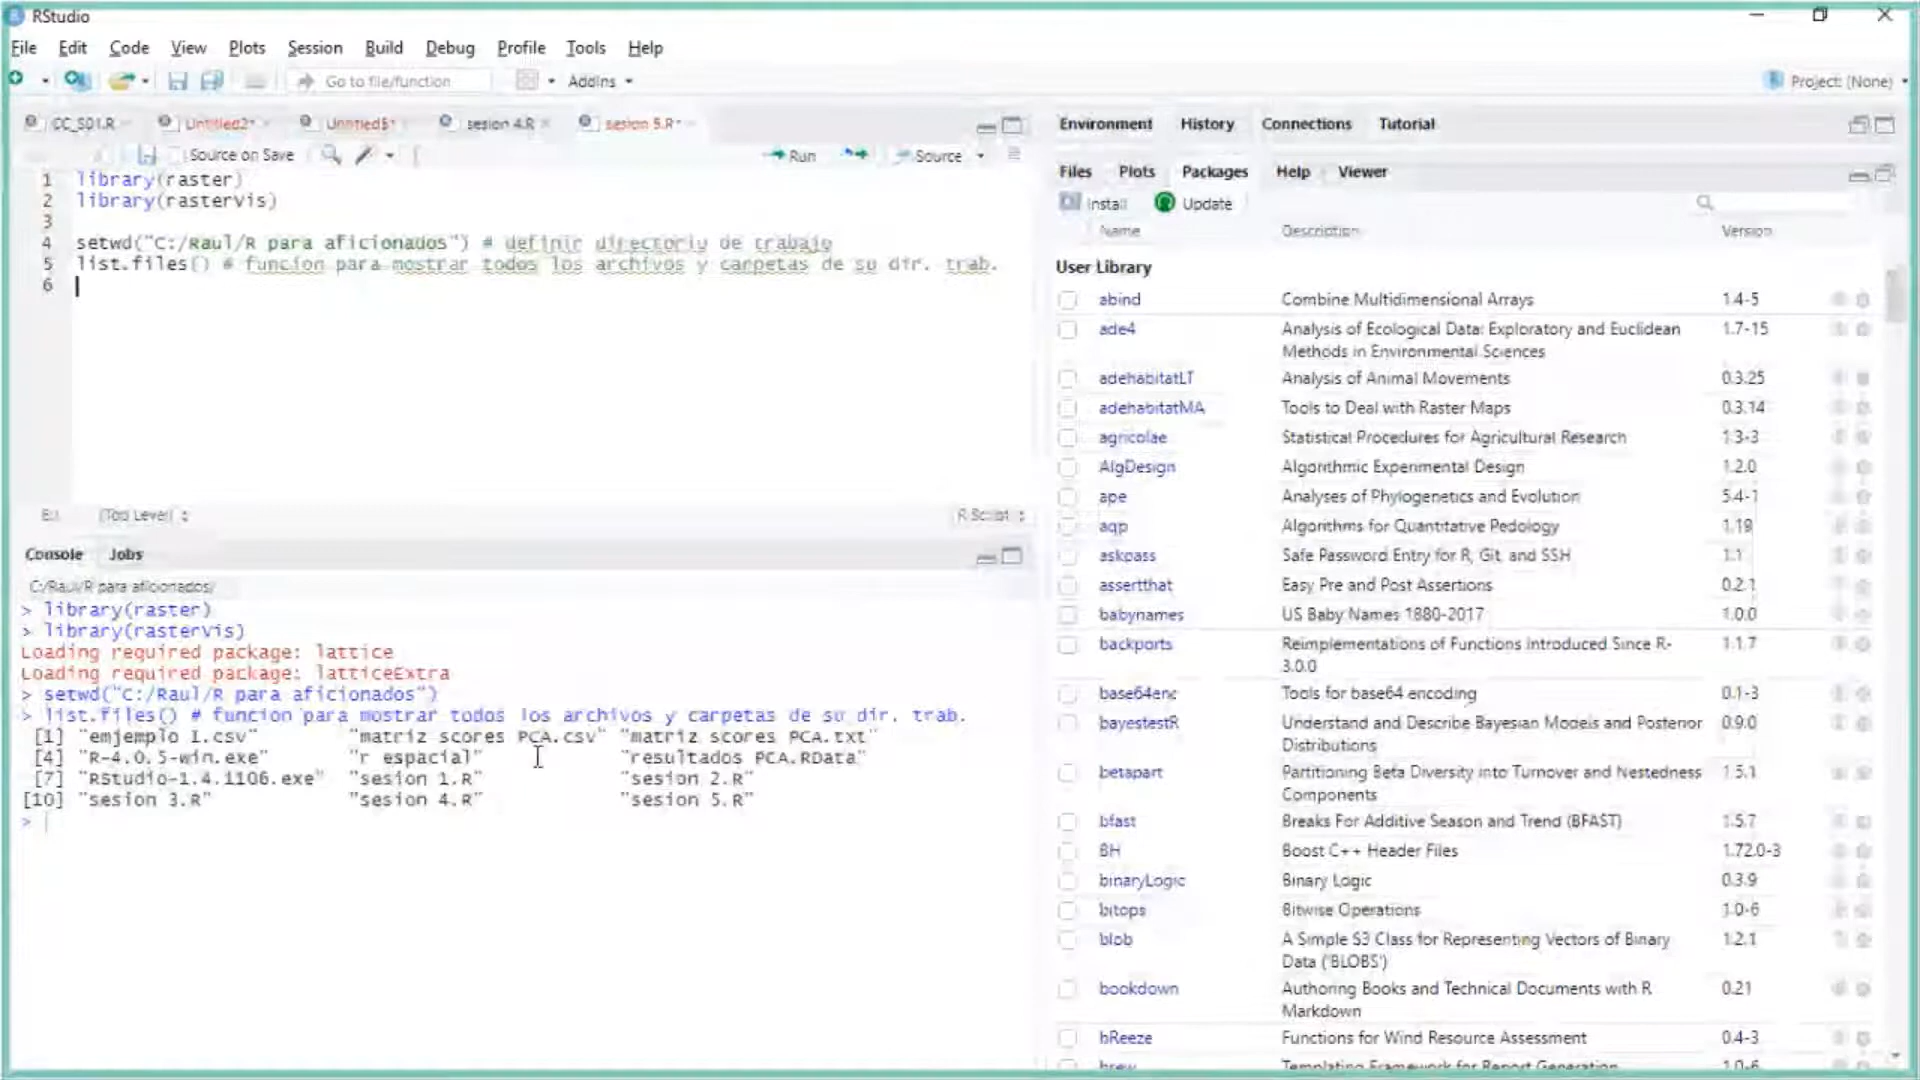 RStudio
File Edit Code View Plots Session Build Debug Profile Tools Help
Go to file/function Addins Project: (None)
CC_S01.R Untitled2* Untitled5* sesion 4.R sesion 5.R*
Source on Save Run Source
1 library(raster)
2 library(rasterVis)
3
4 setwd("C:/Raul/R para aficionados") # definir directoriy de trabajo
5 list.files() # funcion para mostrar todos los archivos y carpetas de su dir. trab.
6
(Top Level) R Script
Console Jobs
C:/Raul/R para aficionados/
> library(raster)
> library(rasterVis)
Loading required package: lattice
Loading required package: latticeExtra
> setwd("C:/Raul/R para aficionados")
> list.files() # funcion para mostrar todos los archivos y carpetas de su dir. trab.
[1] "emjemplo 1.csv" "matriz scores PCA.csv" "matriz scores PCA.txt"
[4] "R-4.0.5-win.exe" "r espacial" "resultados PCA.RData"
[7] "RStudio-1.4.1106.exe" "sesion 1.R" "sesion 2.R"
[10] "sesion 3.R" "sesion 4.R" "sesion 5.R"
>
Environment History Connections Tutorial
Files Plots Packages Help Viewer
Install Update
Name Description Version
User Library
abind Combine Multidimensional Arrays 1.4-5
ade4 Analysis of Ecological Data: Exploratory and Euclidean 1.7-15
Methods in Environmental Sciences
adehabitatLT Analysis of Animal Movements 0.3.25
adehabitatMA Tools to Deal with Raster Maps 0.3.14
agricolae Statistical Procedures for Agricultural Research 1.3-3
AlgDesign Algorithmic Experimental Design 1.2.0
ape Analyses of Phylogenetics and Evolution 5.4-1
aqp Algorithms for Quantitative Pedology 1.19
askpass Safe Password Entry for R, Git, and SSH 1.1
assertthat Easy Pre and Post Assertions 0.2.1
babynames US Baby Names 1880-2017 1.0.0
backports Reimplementations of Functions Introduced Since R- 1.1.7
3.0.0
base64enc Tools for base64 encoding 0.1-3
bayestestR Understand and Describe Bayesian Models and Posterior 0.9.0
Distributions
betapart Partitioning Beta Diversity into Turnover and Nestedness 1.5.1
Components
bfast Breaks For Additive Season and Trend (BFAST) 1.5.7
BH Boost C++ Header Files 1.72.0-3
binaryLogic Binary Logic 0.3.9
bitops Bitwise Operations 1.0-6
blob A Simple S3 Class for Representing Vectors of Binary 1.2.1
Data ('BLOBS')
bookdown Authoring Books and Technical Documents with R 0.21
Markdown
bReeze Functions for Wind Resource Assessment 0.4-3
brew Templating Framework for Report Generation 1.0-6